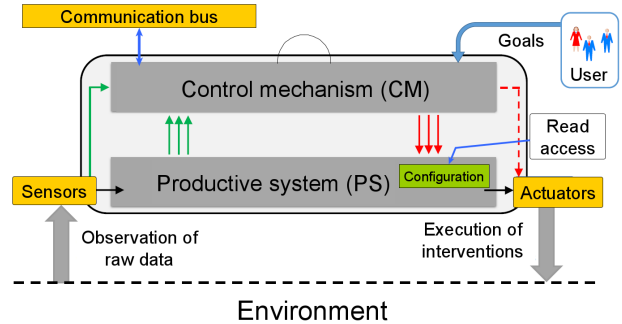 Communication bus
Goals
User
Control mechanism (CM)
Read
access
Productive system (PS)
Configuration
Sensors
Actuators
Observation of
raw data
Execution of
interventions
Environment